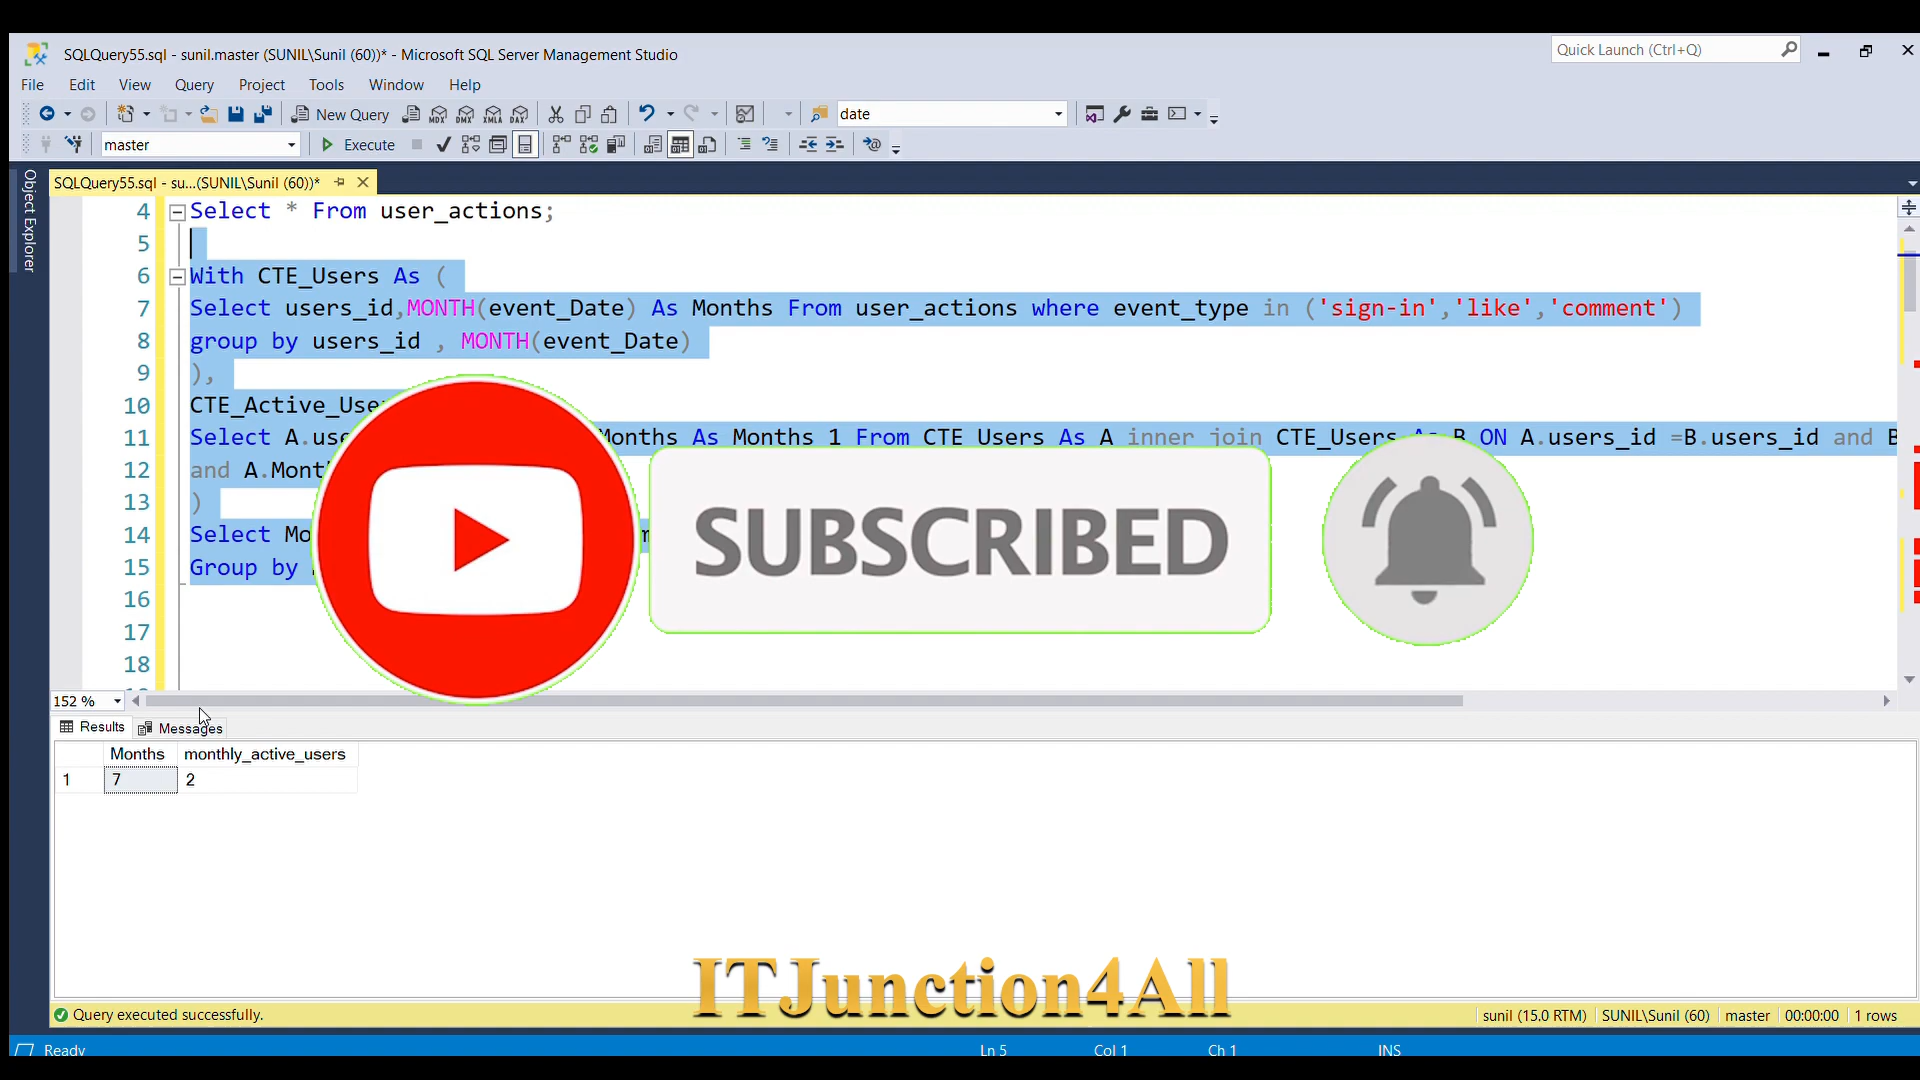 SQLQuery55.sql - sunil.master (SUNIL\Sunil (60))* - Microsoft SQL Server Management Studio
Quick Launch (Ctrl+Q)
File Edit View Query Project Tools Window Help
New Query
date
master
Execute
Object Explorer
SQLQuery55.sql - su...(SUNIL\Sunil (60))*
4 Select * From user_actions;
5
6 With CTE_Users As (
7 Select users_id,MONTH(event_Date) As Months From user_actions where event_type in ('sign-in','like','comment')
8 group by users_id , MONTH(event_Date)
9 ),
10 CTE_Active_Use
11 Select A.use Months As Months_1 From CTE_Users As A inner join CTE_Users As B ON A.users_id =B.users_id and B
12 and A.Mont
13 )
14 Select Mo
15 Group by
16
17
18
SUBSCRIBED
152 %
Results Messages
Months monthly_active_users
1 7 2
ITJunction4All
Query executed successfully.
sunil (15.0 RTM) SUNIL\Sunil (60) master 00:00:00 1 rows
Ready
Ln 5 Col 1 Ch 1 INS